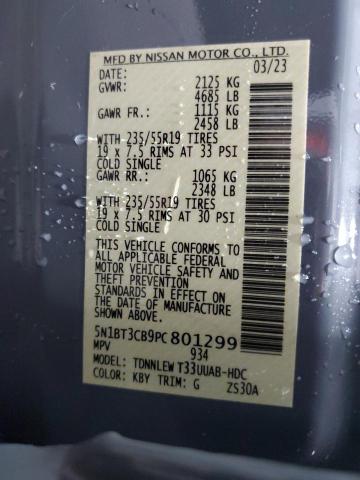 MFD BY NISSAN MOTOR CO., LTD.
DATE: 03/23
GVWR: 2125 KG
4685 LB
GAWR FR.: 1115 KG
2458 LB
WITH 235/55R19 TIRES
19 x 7.5 RIMS AT 33 PSI
COLD SINGLE
GAWR RR.: 1065 KG
2348 LB
WITH 235/55R19 TIRES
19 x 7.5 RIMS AT 30 PSI
COLD SINGLE
THIS VEHICLE CONFORMS TO
ALL APPLICABLE FEDERAL
MOTOR VEHICLE SAFETY AND
THEFT PREVENTION
STANDARDS IN EFFECT ON
THE DATE OF MANUFACTURE
SHOWN ABOVE.
5N1BT3CB9PC801299
MPV 934
MODEL: TDNNLEW T33UUAB-HDC
COLOR: KBY TRIM: G ZS30A